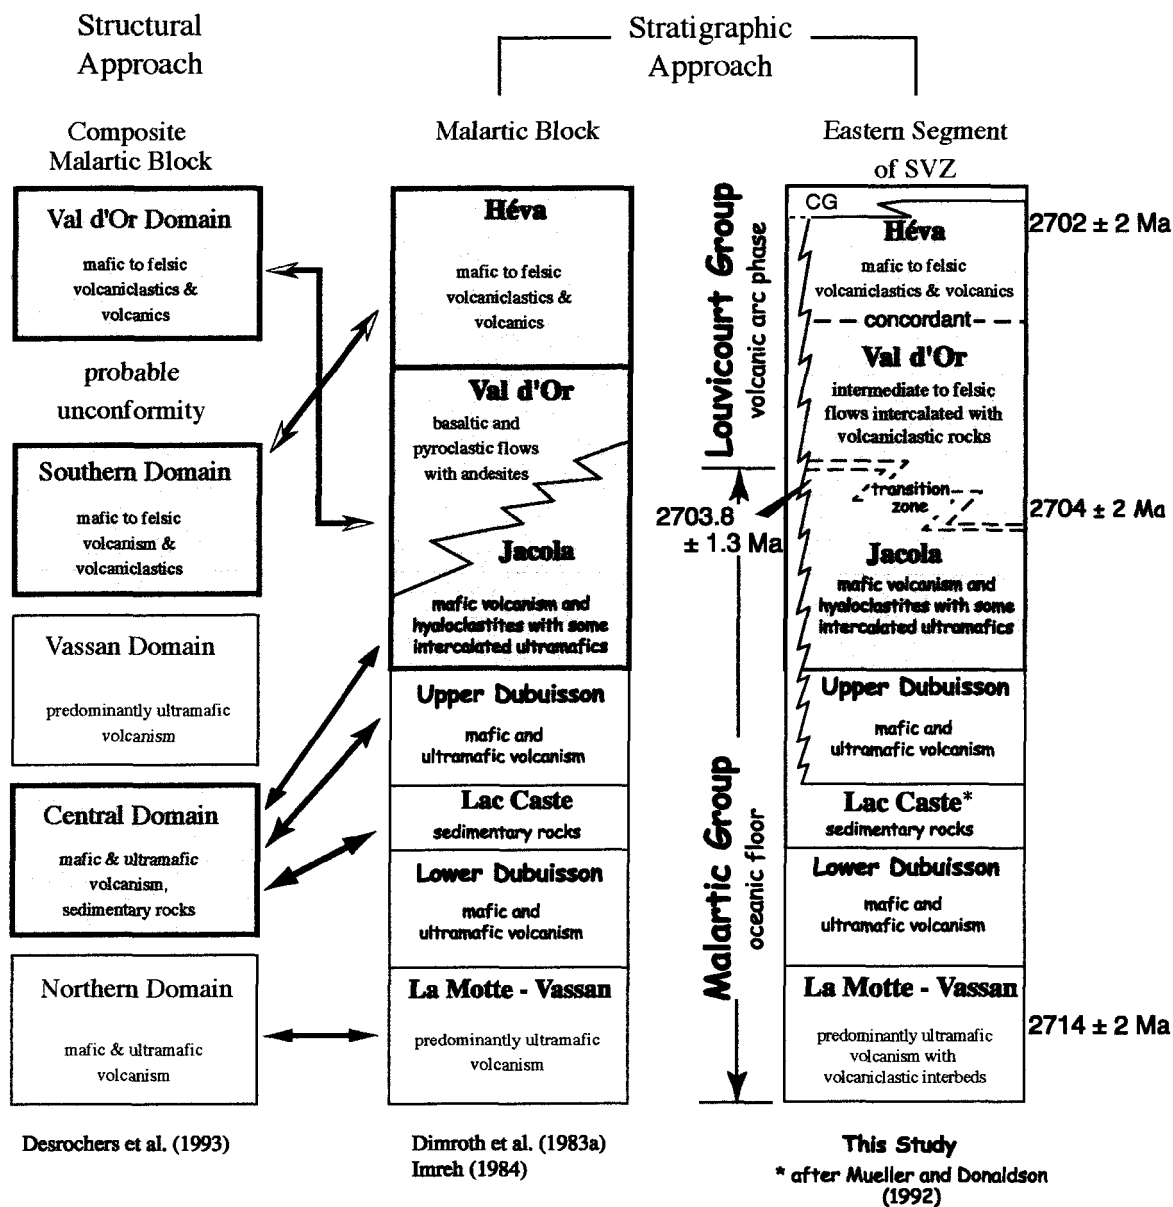 Structural
Approach
Stratigraphic
Approach
Composite
Malartic Block
Val d'Or Domain
mafic to felsic
volcaniclastics &
volcanics
probable
unconformity
Southern Domain
mafic to felsic
volcanism &
volcaniclastics
Vassan Domain
predominantly ultramafic
volcanism
Central Domain
mafic & ultramafic
volcanism,
sedimentary rocks
Northern Domain
mafic & ultramafic
volcanism
Desrochers et al. (1993)
Malartic Block
Héva
mafic to felsic
volcaniclastics &
volcanics
Val d'Or
basaltic and
pyroclastic flows
with andesites
Jacola
mafic volcanism and
hyaloclastites with some
intercalated ultramafics
Upper Dubuisson
mafic and
ultramafic volcanism
Lac Caste
sedimentary rocks
Lower Dubuisson
mafic and
ultramafic volcanism
La Motte - Vassan
predominantly ultramafic
volcanism
Dimroth et al. (1983a)
Imreh (1984)
Louvicourt Group
volcanic arc phase
2703.8
± 1.3 Ma
Malartic Group
oceanic floor
Eastern Segment
of SVZ
CG
2702 ± 2 Ma
Héva
mafic to felsic
volcaniclastics & volcanics
concordant
Val d'Or
intermediate to felsic
flows intercalated with
volcaniclastic rocks
transition
zone
2704 ± 2 Ma
Jacola
mafic volcanism and
hyaloclastites with some
intercalated ultramafics
Upper Dubuisson
mafic and
ultramafic volcanism
Lac Caste*
sedimentary rocks
Lower Dubuisson
mafic and
ultramafic volcanism
La Motte - Vassan
2714 ± 2 Ma
predominantly ultramafic
volcanism with
volcaniclastic interbeds
This Study
* after Mueller and Donaldson
(1992)